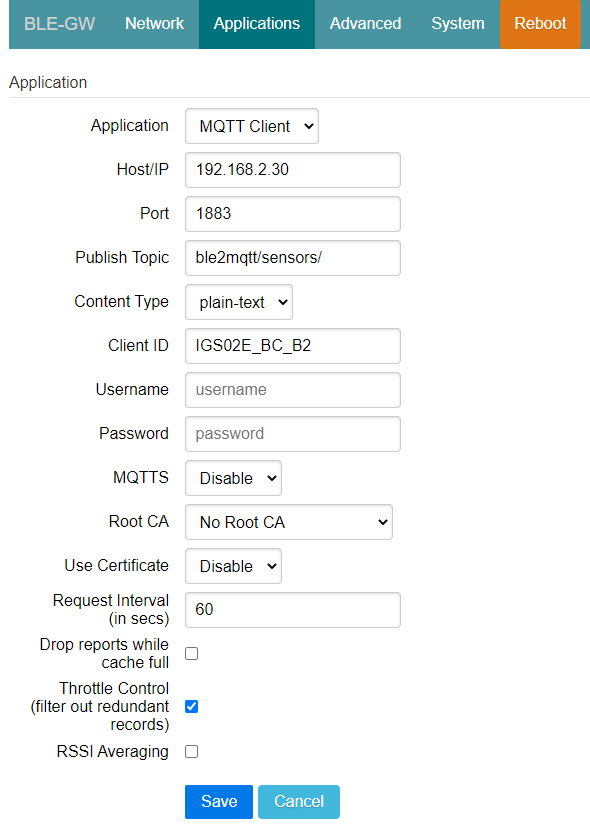 BLE-GW Network Applications Advanced System Reboot
Application
Application MQTT Client
Host/IP 192.168.2.30
Port 1883
Publish Topic ble2mqtt/sensors/
Content Type plain-text
Client ID IGS02E_BC_B2
Username username
Password password
MQTTS Disable
Root CA No Root CA
Use Certificate Disable
Request Interval
(in secs) 60
Drop reports while
cache full
Throttle Control
(filter out redundant
records)
RSSI Averaging
Save Cancel